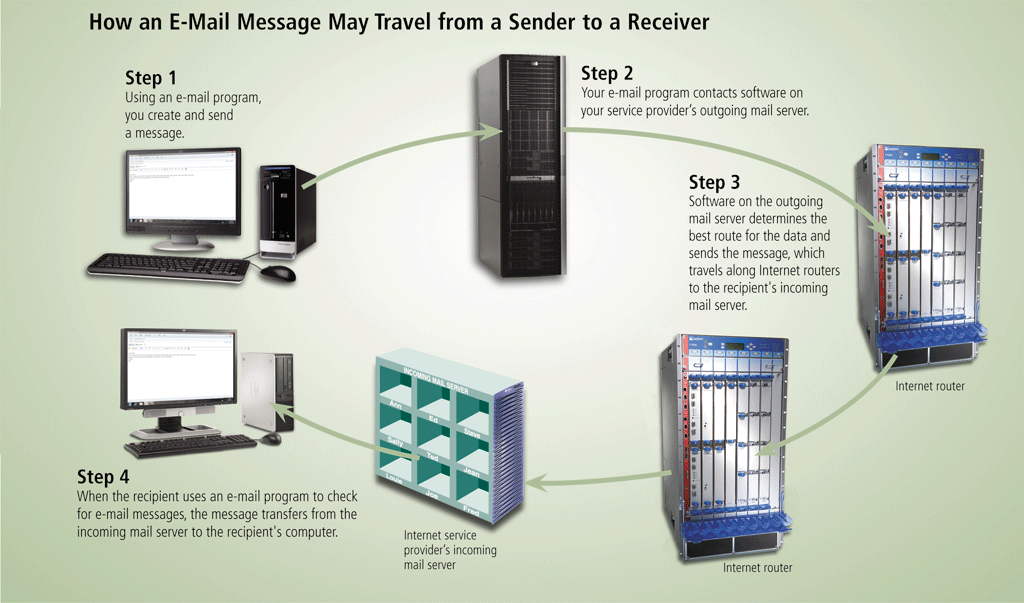 How an E-Mail Message May Travel from a Sender to a Receiver
Step 1
Using an e-mail program,
you create and send
a message.
Step 2
Your e-mail program contacts software on
your service provider's outgoing mail server.
Step 3
Software on the outgoing
mail server determines the
best route for the data and
sends the message, which
travels along Internet routers
to the recipient's incoming
mail server.
Internet router
Internet router
INCOMING MAIL SERVER
Ann
Ed
Steve
Sally
Ted
Jean
Louie
Joe
Fred
Internet service
provider's incoming
mail server
Step 4
When the recipient uses an e-mail program to check
for e-mail messages, the message transfers from the
incoming mail server to the recipient's computer.